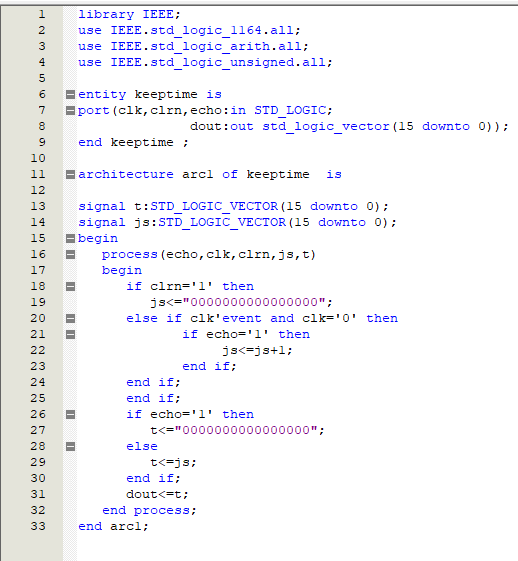 1 library IEEE;
2 use IEEE.std_logic_1164.all;
3 use IEEE.std_logic_arith.all;
4 use IEEE.std_logic_unsigned.all;
5
6 entity keeptime is
7 port(clk,clrn,echo:in STD_LOGIC;
8 dout:out std_logic_vector(15 downto 0));
9 end keeptime ;
10
11 architecture arc1 of keeptime  is
12
13 signal t:STD_LOGIC_VECTOR(15 downto 0);
14 signal js:STD_LOGIC_VECTOR(15 downto 0);
15 begin
16 process(echo,clk,clrn,js,t)
17 begin
18 if clrn='1' then
19 js<="0000000000000000";
20 else if clk'event and clk='0' then
21 if echo='1' then
22 js<=js+1;
23 end if;
24 end if;
25 end if;
26 if echo='1' then
27 t<="0000000000000000";
28 else
29 t<=js;
30 end if;
31 dout<=t;
32 end process;
33 end arc1;